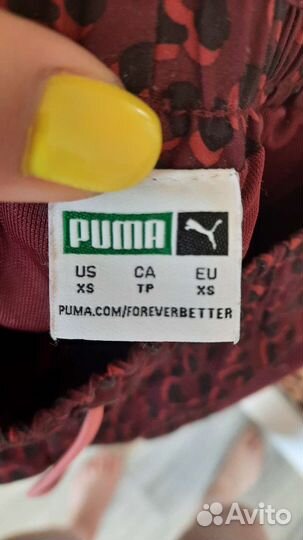 PUMA
US CA EU
XS TP XS
PUMA.COM/FOREVERBETTER
Avito